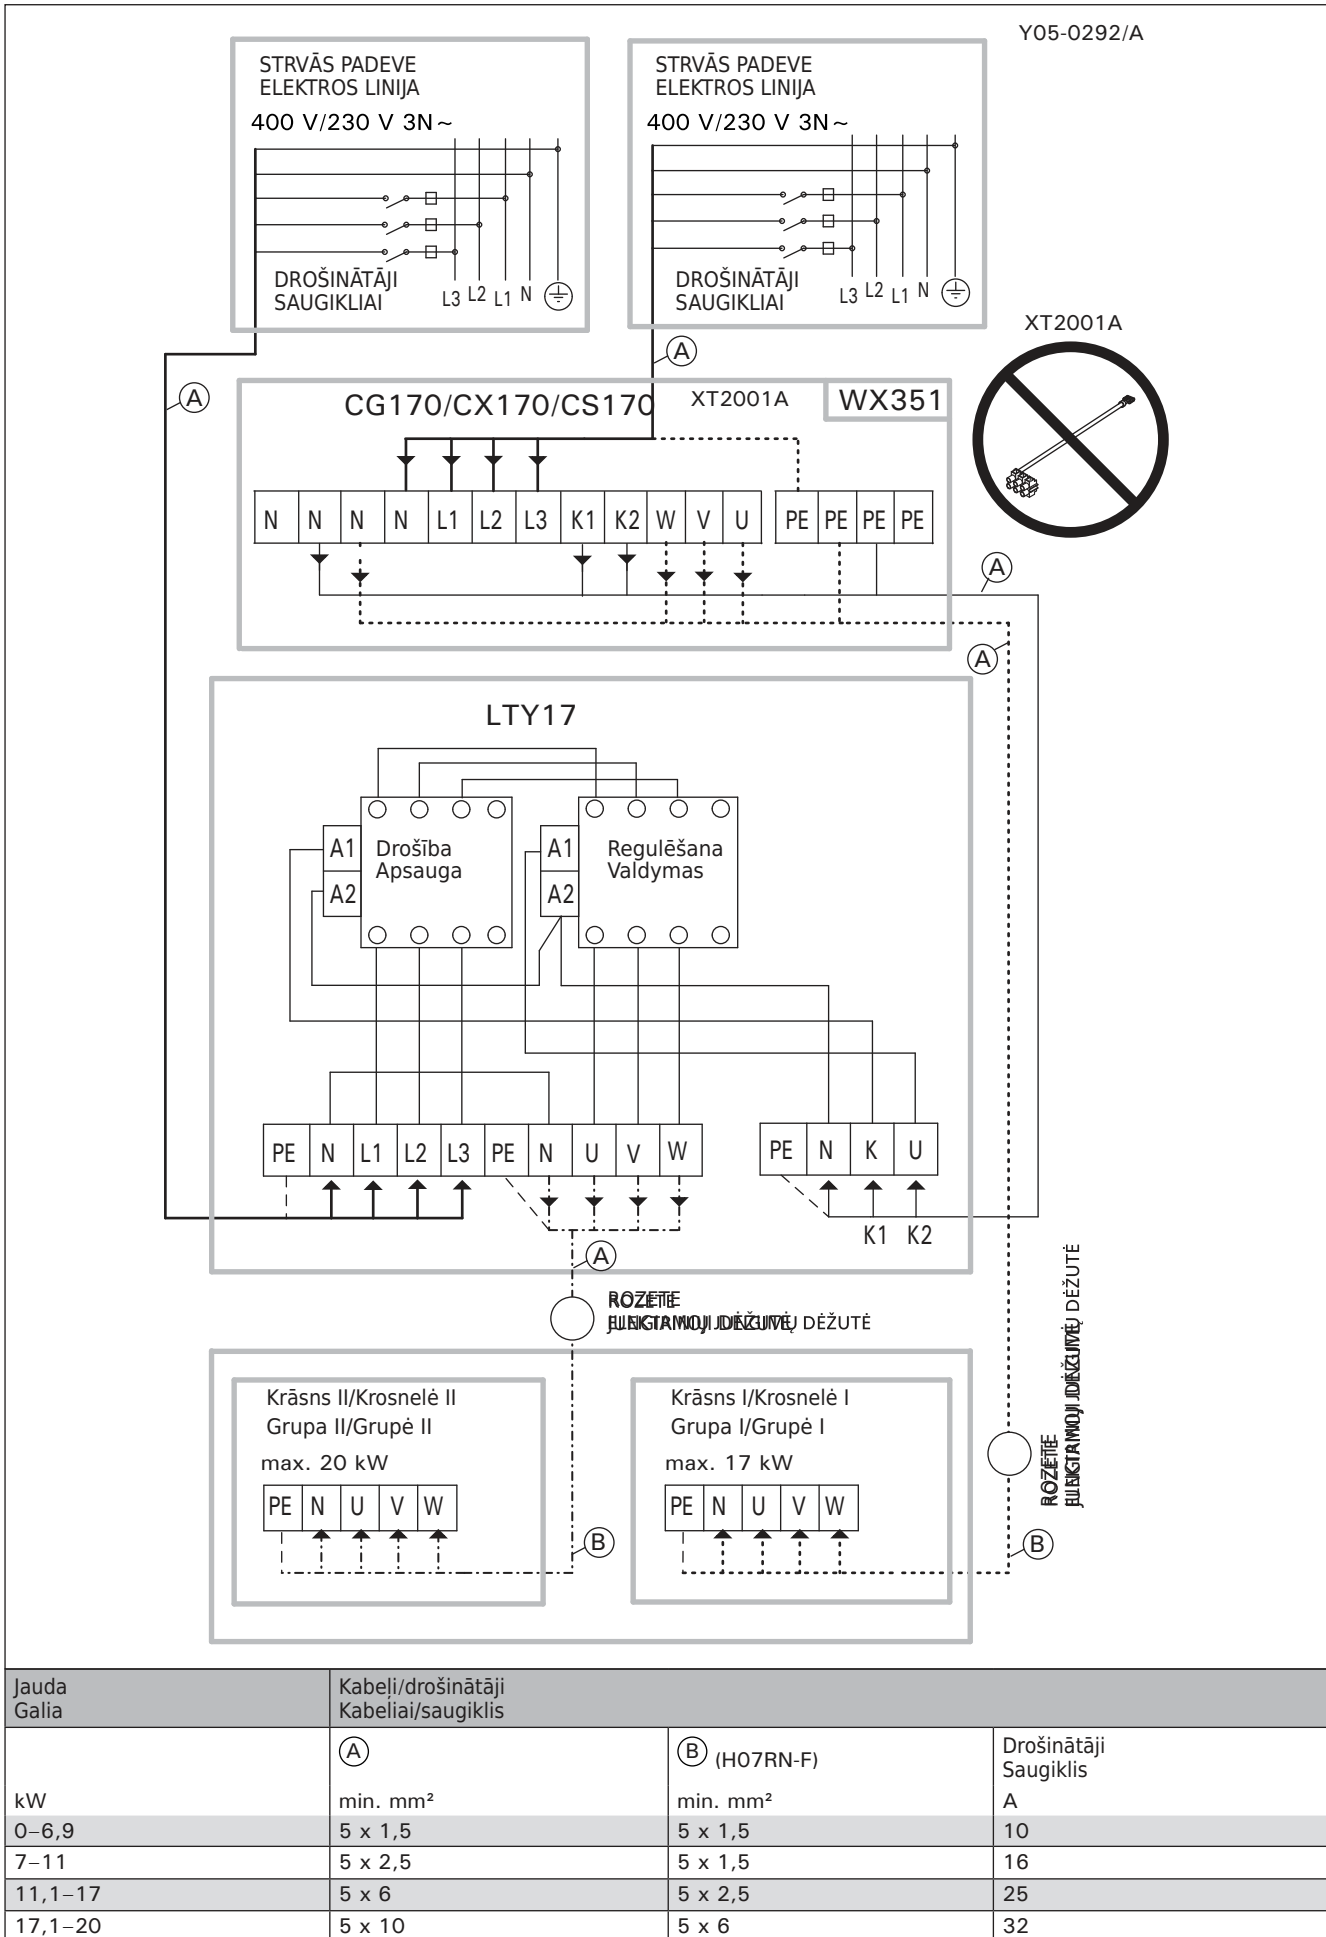 Y05-0292/A
STRVĀS PADEVE
ELEKTROS LINIJA
400 V/230 V 3N~
DROŠINĀTĀJI
SAUGIKLIAI
L3 L2 L1 N
STRVĀS PADEVE
ELEKTROS LINIJA
400 V/230 V 3N~
DROŠINĀTĀJI
SAUGIKLIAI
L3 L2 L1 N
XT2001A
A
A
CG170/CX170/CS170
XT2001A
WX351
N N N N L1 L2 L3 K1 K2 W V U PE PE PE PE
A
A
LTY17
A1
A2
Drošība
Apsauga
A1
A2
Regulēšana
Valdymas
PE N L1 L2 L3 PE N U V W
PE N K U
K1 K2
A
ROZETE
DĖŽUTĖ
ROZETE
DĖŽUTĖ
Krāsns II/Krosnelė II
Grupa II/Grupė II
max. 20 kW
PE N U V W
B
Krāsns I/Krosnelė I
Grupa I/Grupė I
max. 17 kW
PE N U V W
B
Jauda
Galia
Kabeļi/drošinātāji
Kabeliai/saugiklis
A
B (H07RN-F)
Drošinātāji
Saugiklis
kW min. mm² min. mm² A
0–6,9 5 x 1,5 5 x 1,5 10
7–11 5 x 2,5 5 x 1,5 16
11,1–17 5 x 6 5 x 2,5 25
17,1–20 5 x 10 5 x 6 32